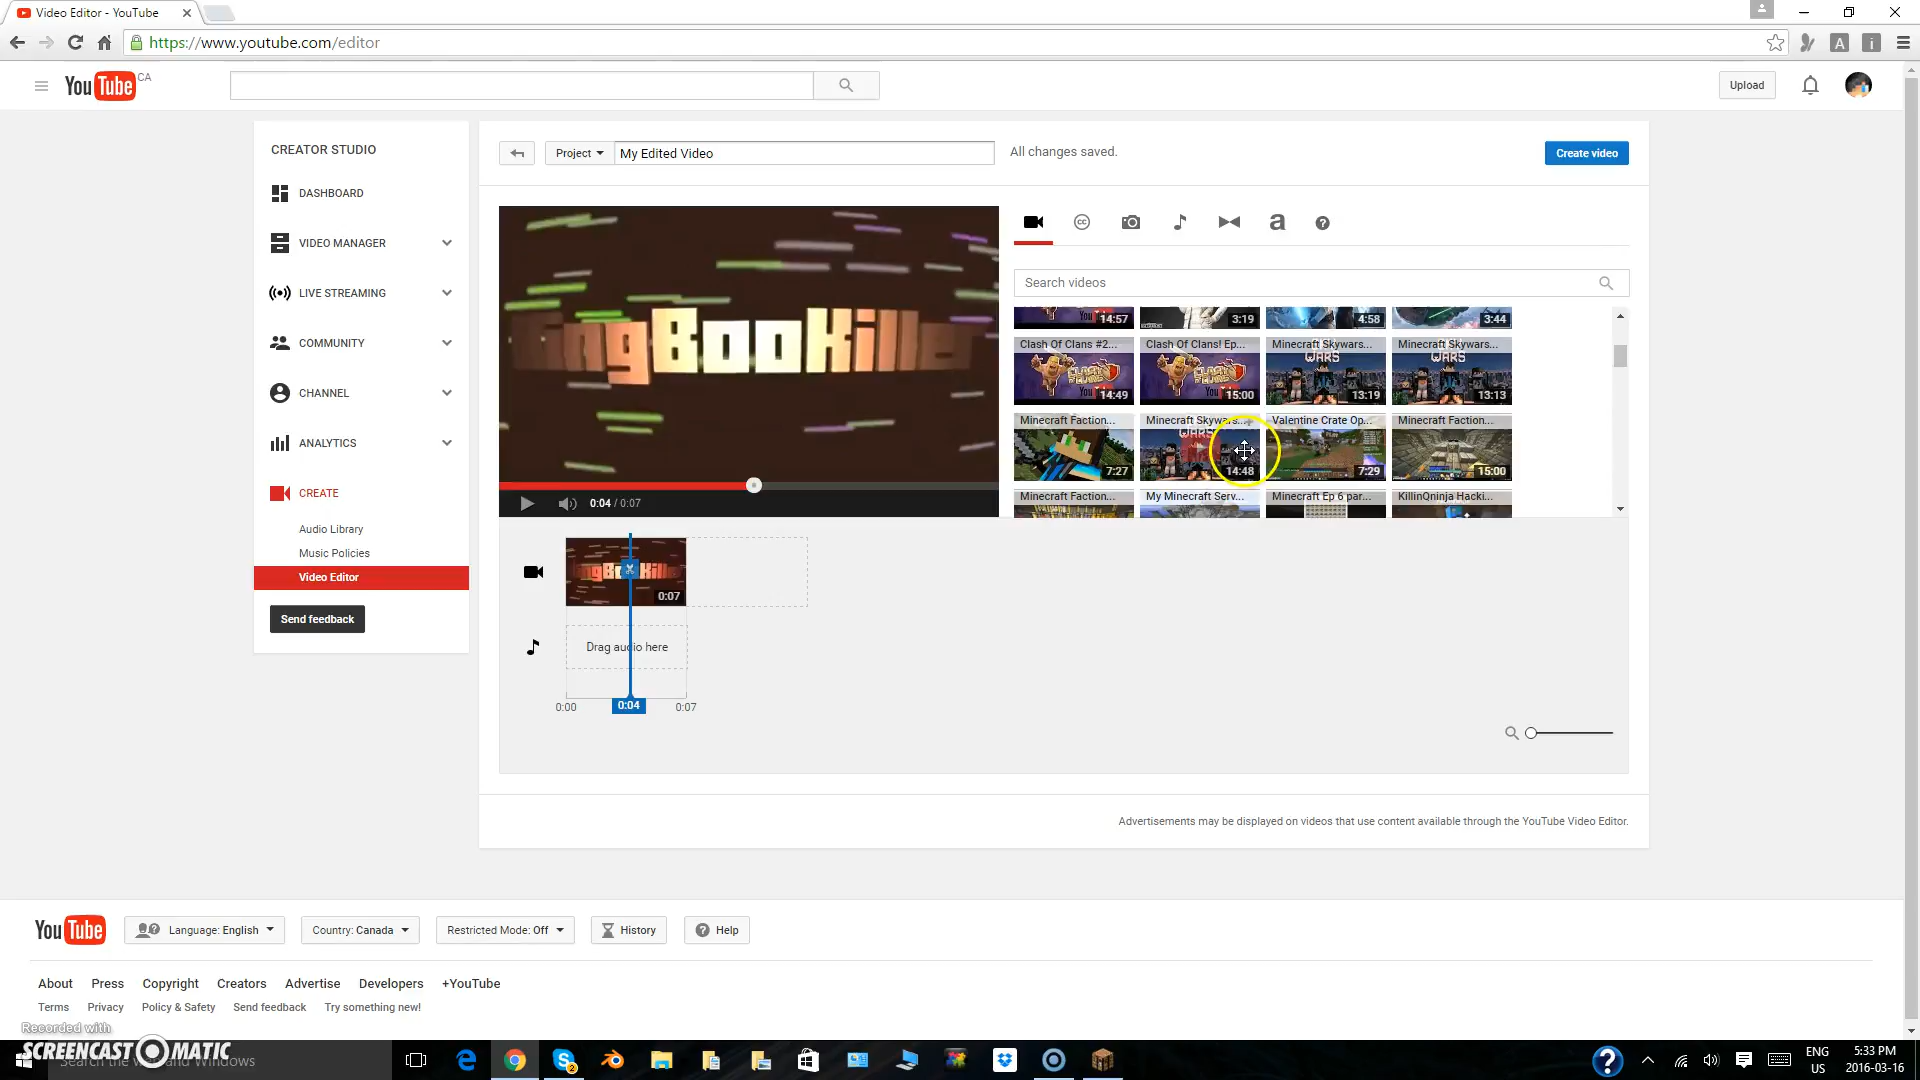 Video Editor - YouTube
https://www.youtube.com/editor
YouTube CA
Upload
CREATOR STUDIO
DASHBOARD
VIDEO MANAGER
LIVE STREAMING
COMMUNITY
CHANNEL
ANALYTICS
CREATE
Audio Library
Music Policies
Video Editor
Send feedback
Project
My Edited Video
All changes saved.
Create video
ingBooKille
0:04 / 0:07
Search videos
14:57
3:19
4:58
3:44
Clash Of Clans #2...
Clash Of Clans! Ep...
Minecraft Skywars...
Minecraft Skywars...
14:49
15:00
13:19
13:13
Minecraft Faction...
Minecraft Skywars...
Valentine Crate Op...
Minecraft Faction...
7:27
14:48
7:29
15:00
Minecraft Faction...
My Minecraft Serv...
Minecraft Ep 6 par...
KillinQninja Hacki...
0:07
Drag audio here
0:00
0:04
0:07
Advertisements may be displayed on videos that use content available through the YouTube Video Editor.
YouTube
Language: English
Country: Canada
Restricted Mode: Off
History
Help
About Press Copyright Creators Advertise Developers +YouTube
Terms Privacy Policy & Safety Send feedback Try something new!
Recorded with
SCREENCAST MATIC
Search the web and Windows
ENG
US
5:33 PM
2016-03-16